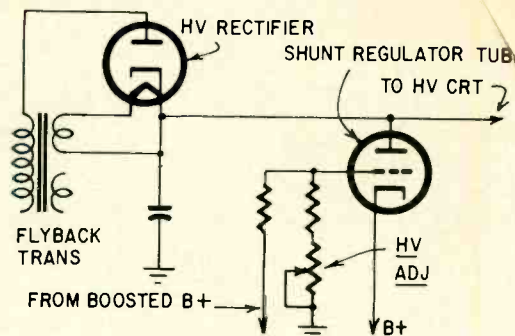 HV RECTIFIER
SHUNT REGULATOR TUB
TO HV CRT
FLYBACK
TRANS
HV
ADJ
FROM BOOSTED B+
B+